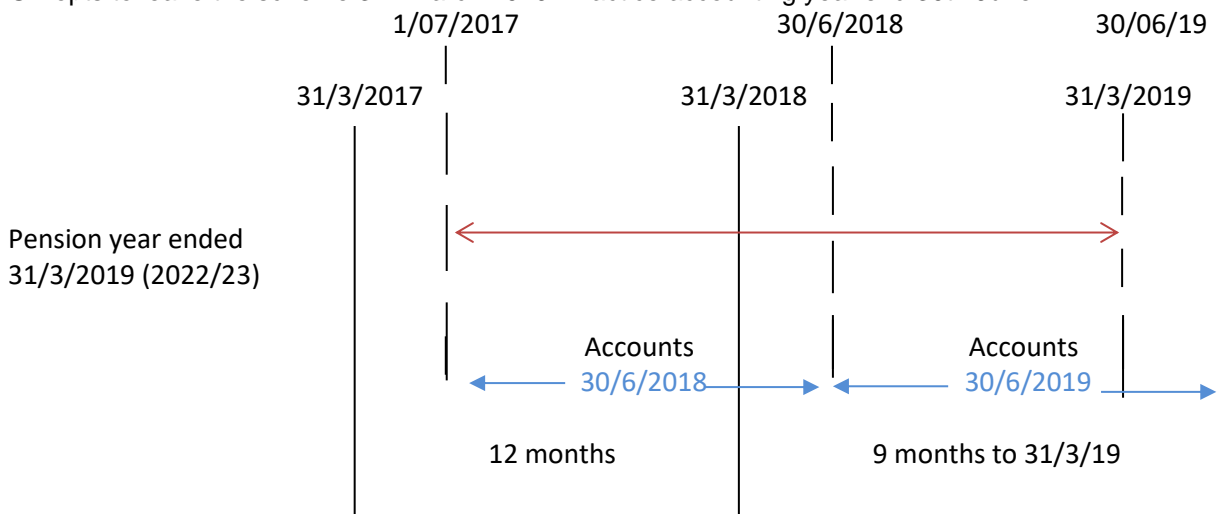 1/07/2017 30/6/2018 30/06/19
31/3/2017 31/3/2018 31/3/2019
Pension year ended
31/3/2019 (2022/23)
Accounts Accounts
30/6/2018 30/6/2019
12 months 9 months to 31/3/19